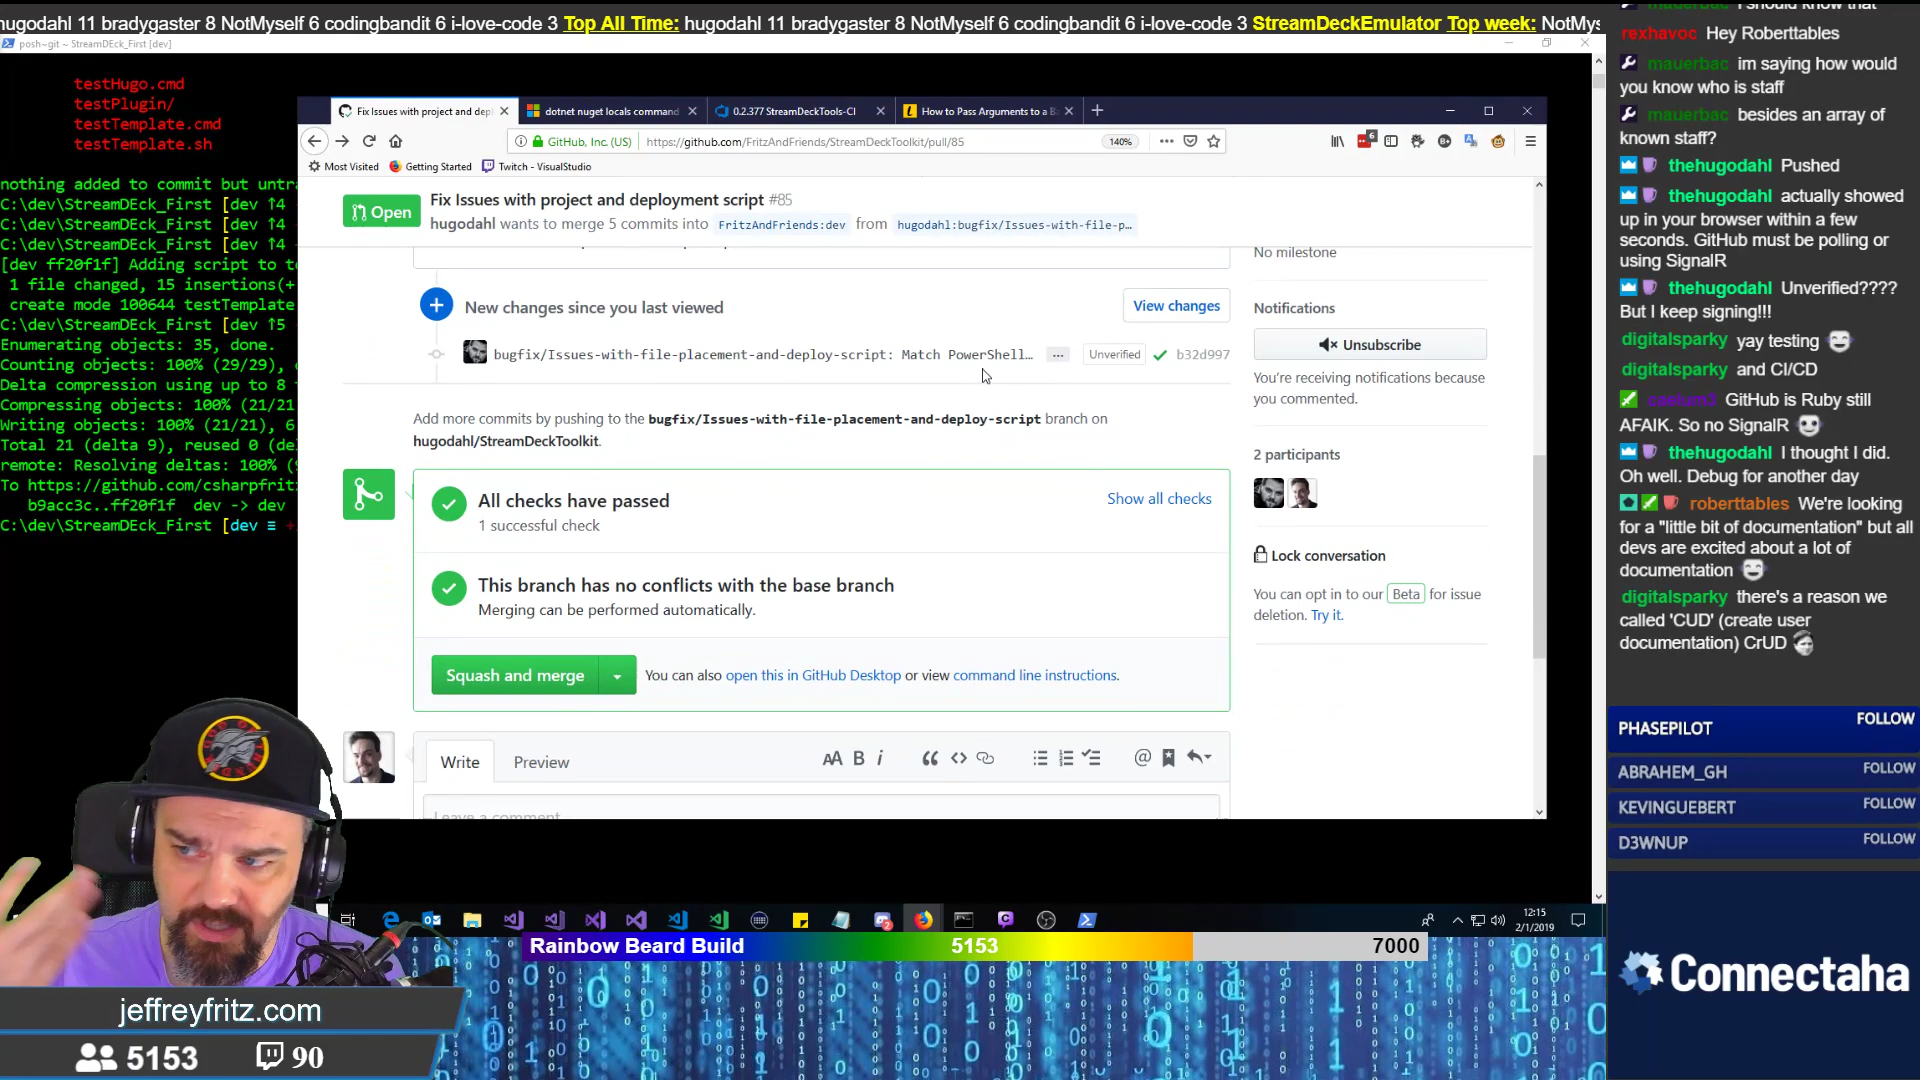 hugodahl 11 bradygaster 8 NotMyself 6 codingbandit 6 i-love-code 3 Top All Time: hugodahl 11 bradygaster 8 NotMyself 6 codingbandit 6 i-love-code 3 StreamDeckEmulator Top week:
posh~git ~ StreamDEck_First [dev]
testHugo.cmd
testPlugin/
testTemplate.cmd
testTemplate.sh
nothing added to commit but
C:\dev\StreamDEck_First [dev ↑4
C:\dev\StreamDEck_First [dev ↑4
C:\dev\StreamDEck_First [dev ↑4
[dev ff20f1f] Adding script to
1 file changed, 15 insertions(+
create mode 100644 testTemplate
C:\dev\StreamDEck_First [dev ↑5
Enumerating objects: 35, done.
Counting objects: 100% (29/29),
Delta compression using up to 8
Compressing objects: 100% (21/21
Writing objects: 100% (21/21), 6
Total 21 (delta 9), reused 0
remote: Resolving deltas: 100%
To https://github.com/csharpfrit
b9acc3c..ff20f1f dev -> dev
C:\dev\StreamDEck_First [dev ≡ +
Fix Issues with project and dep
dotnet nuget locals command
0.2.377 StreamDeckTools-CI
How to Pass Arguments to a
GitHub, Inc. (US)
https://github.com/FritzAndFriends/StreamDeckToolkit/pull/85
140%
6
Most Visited
Getting Started
Twitch - VisualStudio
Open
Fix Issues with project and deployment script #85
hugodahl wants to merge 5 commits into FritzAndFriends:dev from hugodahl:bugfix/Issues-with-file-p…
New changes since you last viewed
View changes
bugfix/Issues-with-file-placement-and-deploy-script: Match PowerShell… ... Unverified b32d997
Add more commits by pushing to the bugfix/Issues-with-file-placement-and-deploy-script branch on
hugodahl/StreamDeckToolkit.
All checks have passed
1 successful check
Show all checks
This branch has no conflicts with the base branch
Merging can be performed automatically.
Squash and merge
You can also open this in GitHub Desktop or view command line instructions.
Write
Preview
AA B i
Leave a comment
No milestone
Notifications
Unsubscribe
You're receiving notifications because
you commented.
2 participants
Lock conversation
You can opt in to our Beta for issue
deletion. Try it.
mauerbac I should know that
rexhavoc Hey Roberttables
mauerbac im saying how would
you know who is staff
mauerbac besides an array of
known staff?
thehugodahl Pushed
thehugodahl actually showed
up in your browser within a few
seconds. GitHub must be polling or
using SignalR
thehugodahl Unverified????
But I keep signing!!!
digitalsparky yay testing
digitalsparky and CI/CD
GitHub is Ruby still
AFAIK. So no SignalR
thehugodahl I thought I did.
Oh well. Debug for another day
roberttables We're looking
for a "little bit of documentation" but all
devs are excited about a lot of
documentation
digitalsparky there's a reason we
called 'CUD' (create user
documentation) CrUD
PHASEPILOT FOLLOW
ABRAHEM_GH FOLLOW
KEVINGUEBERT FOLLOW
D3WNUP FOLLOW
Connectaha
12:15
2/1/2019
Rainbow Beard Build 5153 7000
jeffreyfritz.com
5153 90